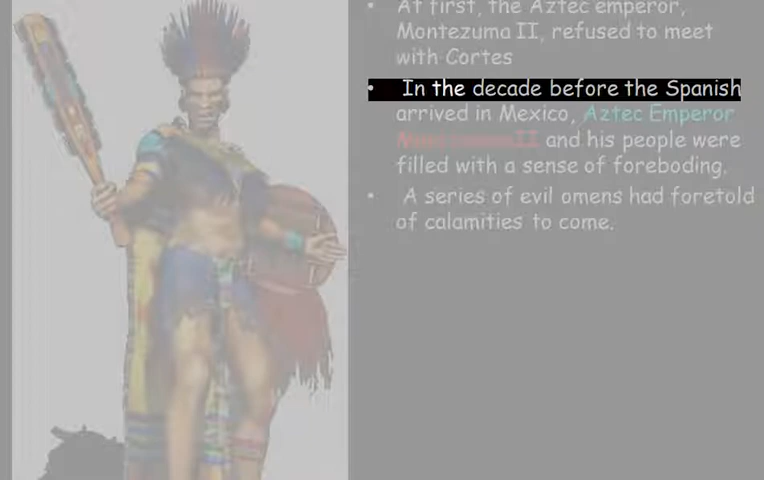 • At first, the Aztec emperor,
Montezuma II, refused to meet
with Cortes
• In the decade before the Spanish
arrived in Mexico, Aztec Emperor
II and his people were
filled with a sense of foreboding.
• A series of evil omens had foretold
of calamities to come.